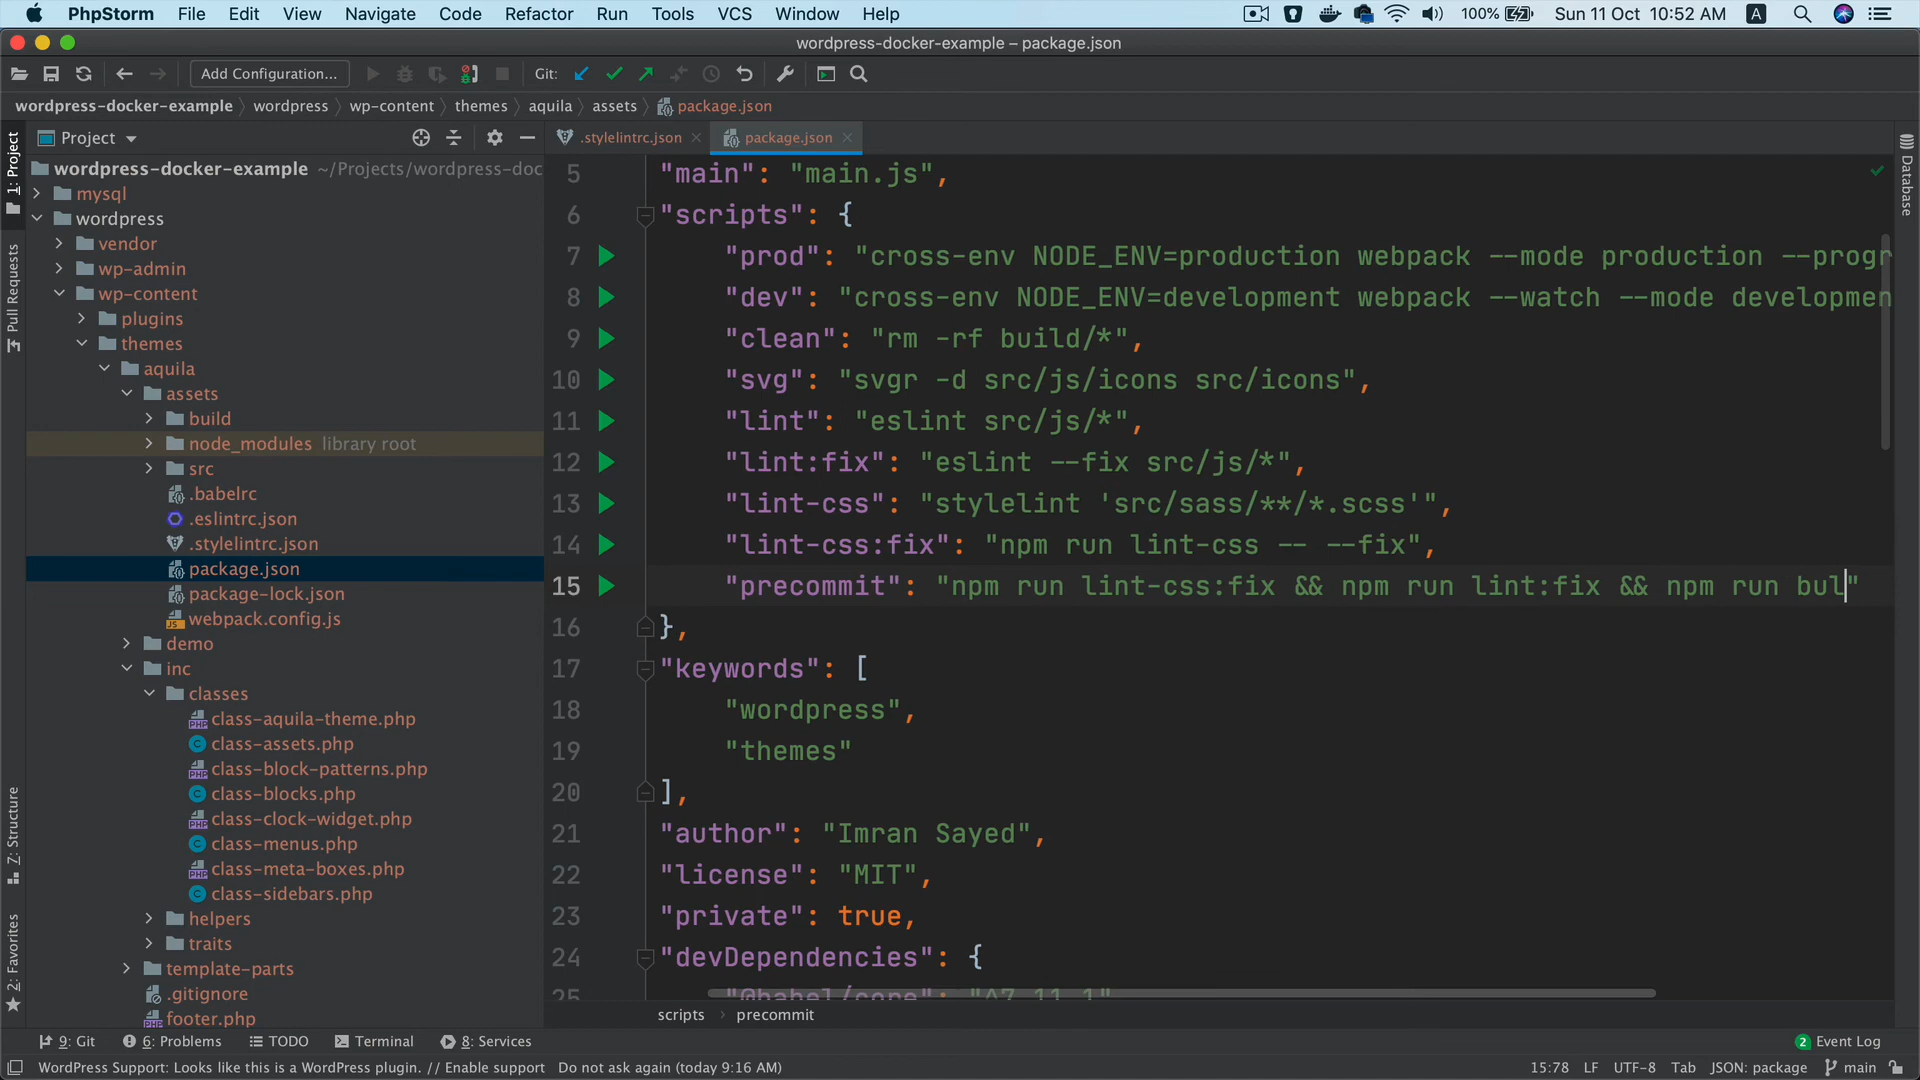 PhpStorm File Edit View Navigate Code Refactor Run Tools VCS Window Help 100% Sun 11 Oct 10:52 AM A
wordpress-docker-example – package.json
Add Configuration... Git:
wordpress-docker-example wordpress wp-content themes aquila assets package.json
Project .stylelintrc.json package.json
1: Project
Pull Requests
Z: Structure
2: Favorites
Database
wordpress-docker-example ~/Projects/wordpress-doc
mysql
wordpress
vendor
wp-admin
wp-content
plugins
themes
aquila
assets
build
node_modules library root
src
.babelrc
.eslintrc.json
.stylelintrc.json
package.json
package-lock.json
webpack.config.js
demo
inc
classes
class-aquila-theme.php
class-assets.php
class-block-patterns.php
class-blocks.php
class-clock-widget.php
class-menus.php
class-meta-boxes.php
class-sidebars.php
helpers
traits
template-parts
.gitignore
footer.php
5 "main": "main.js",
6 "scripts": {
7 "prod": "cross-env NODE_ENV=production webpack --mode production --progr
8 "dev": "cross-env NODE_ENV=development webpack --watch --mode developmen
9 "clean": "rm -rf build/*",
10 "svg": "svgr -d src/js/icons src/icons",
11 "lint": "eslint src/js/*",
12 "lint:fix": "eslint --fix src/js/*",
13 "lint-css": "stylelint 'src/sass/**/*.scss'",
14 "lint-css:fix": "npm run lint-css -- --fix",
15 "precommit": "npm run lint-css:fix && npm run lint:fix && npm run bul"
16 },
17 "keywords": [
18 "wordpress",
19 "themes"
20 ],
21 "author": "Imran Sayed",
22 "license": "MIT",
23 "private": true,
24 "devDependencies": {
25 "@babel/core": "^7.11.1"
scripts precommit
9: Git 6: Problems TODO Terminal 8: Services 2 Event Log
WordPress Support: Looks like this is a WordPress plugin. // Enable support Do not ask again (today 9:16 AM) 15:78 LF UTF-8 Tab JSON: package main